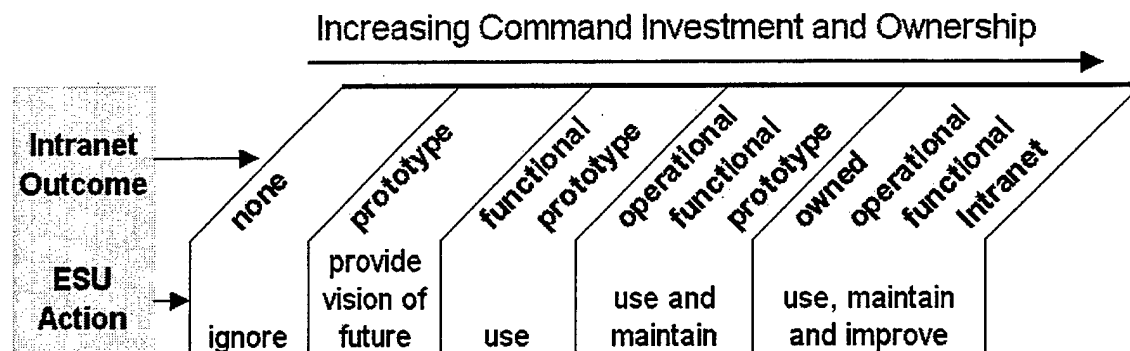 Increasing Command Investment and Ownership
Intranet
Outcome
none
prototype
functional
prototype
operational
functional
prototype
owned
operational
functional
Intranet
ESU
Action
ignore
provide
vision of
future
use
use and
maintain
use, maintain
and improve